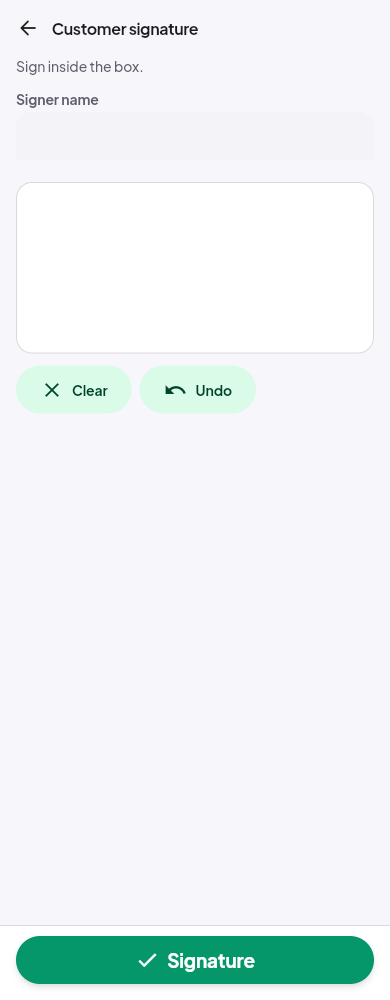 Customer signature
Sign inside the box.
Signer name
Clear
Undo
Signature